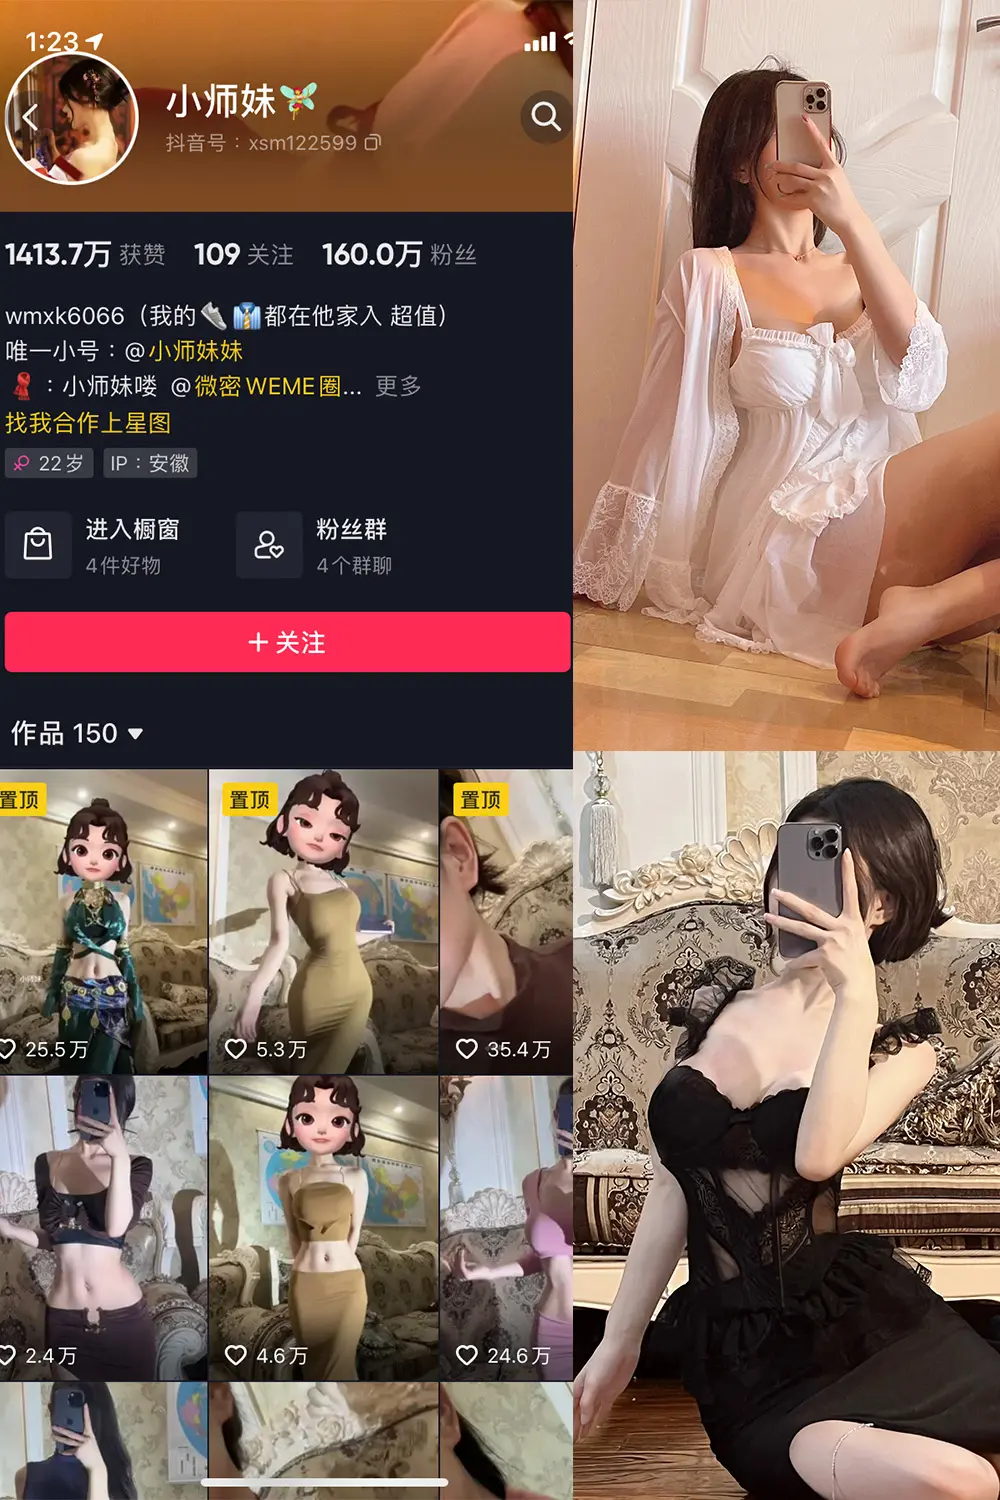 1:23
小师妹
抖音号：xsm122599
1413.7万 获赞 109 关注 160.0万 粉丝
wmxk6066（我的👟👔都在他家入 超值）
唯一小号：@小师妹妹
🧣：小师妹喽 @微密WEME圈... 更多
找我合作上星图
♀ 22岁 IP：安徽
进入橱窗 粉丝群
4件好物 4个群聊
+ 关注
作品 150
置顶 置顶 置顶
25.5万 5.3万 35.4万
2.4万 4.6万 24.6万